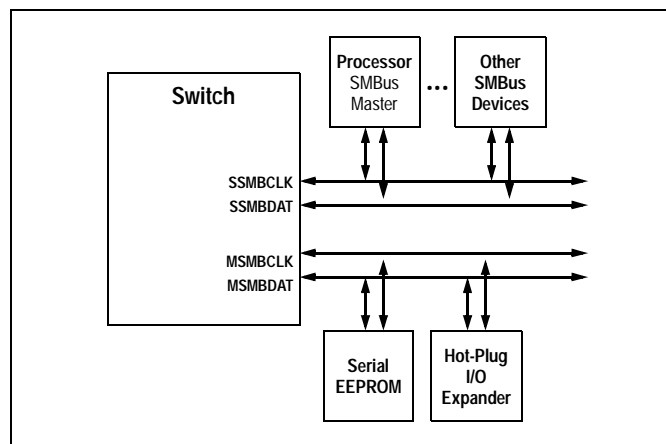 Processor
SMBus
Master
...
Other
SMBus
Devices
Switch
SSMBCLK
SSMBDAT
MSMBCLK
MSMBDAT
Serial
EEPROM
Hot-Plug
I/O
Expander